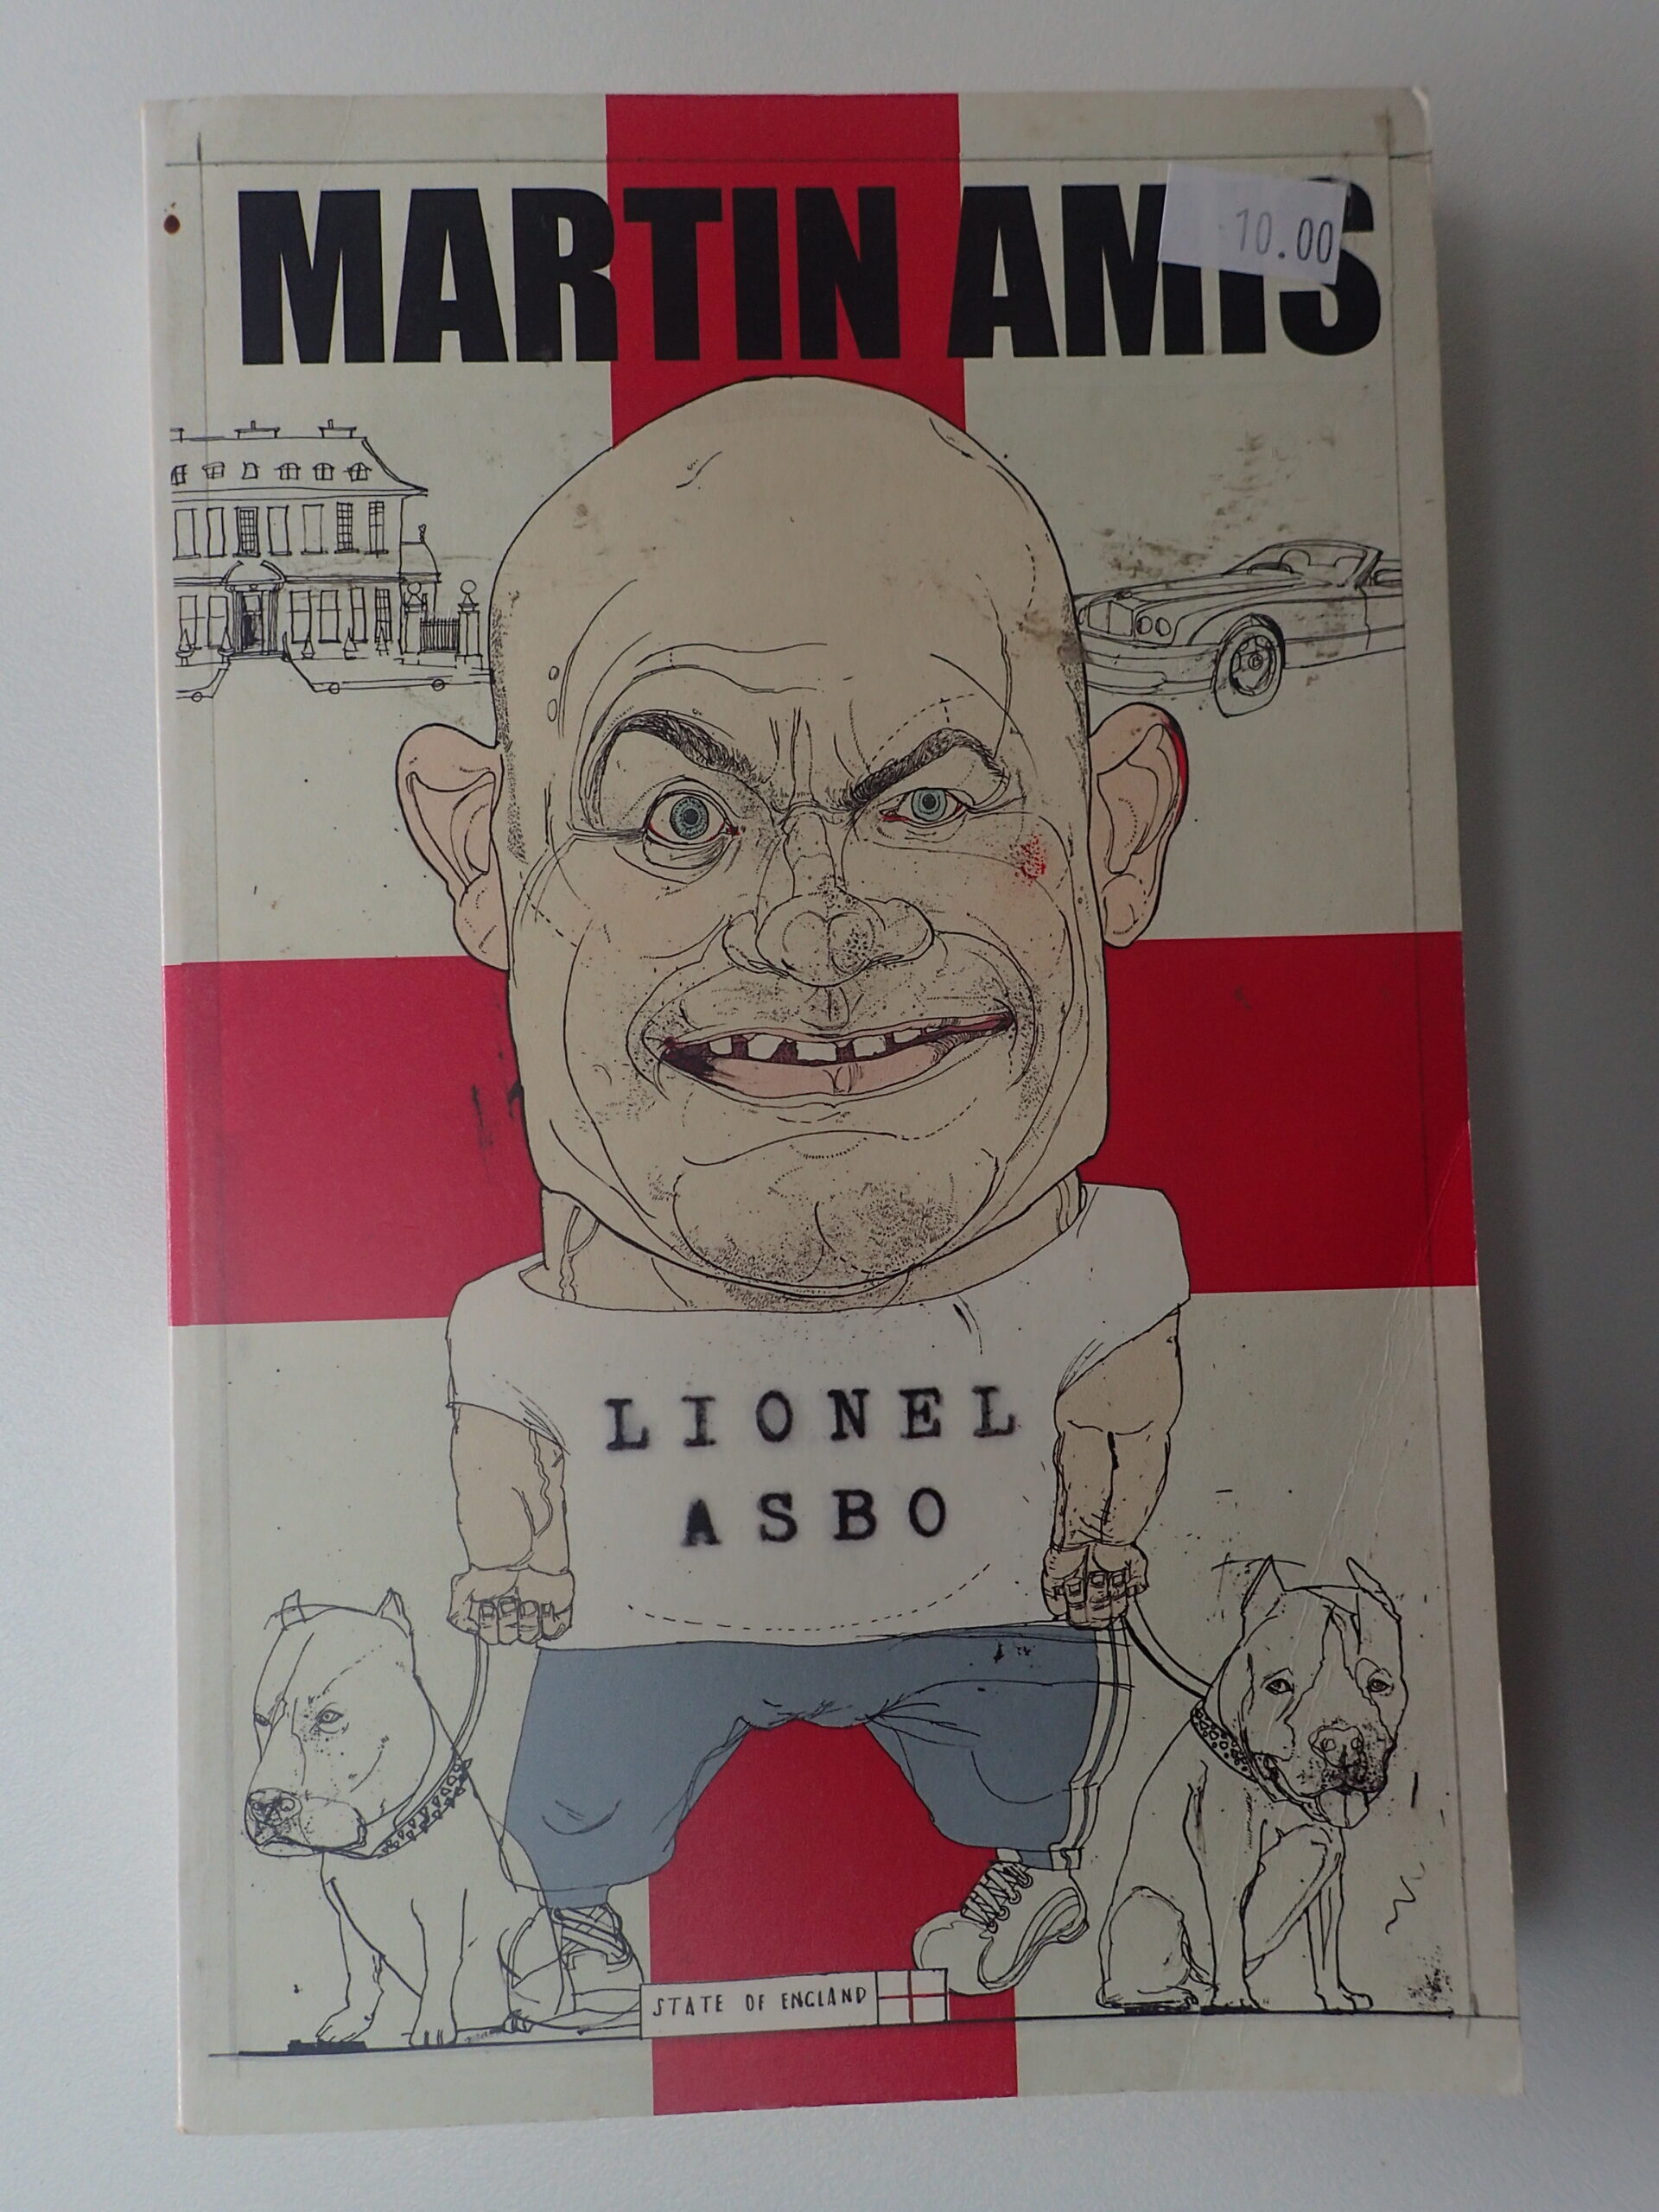 MARTIN AMIS
10.00
LIONEL
ASBO
STATE OF ENGLAND